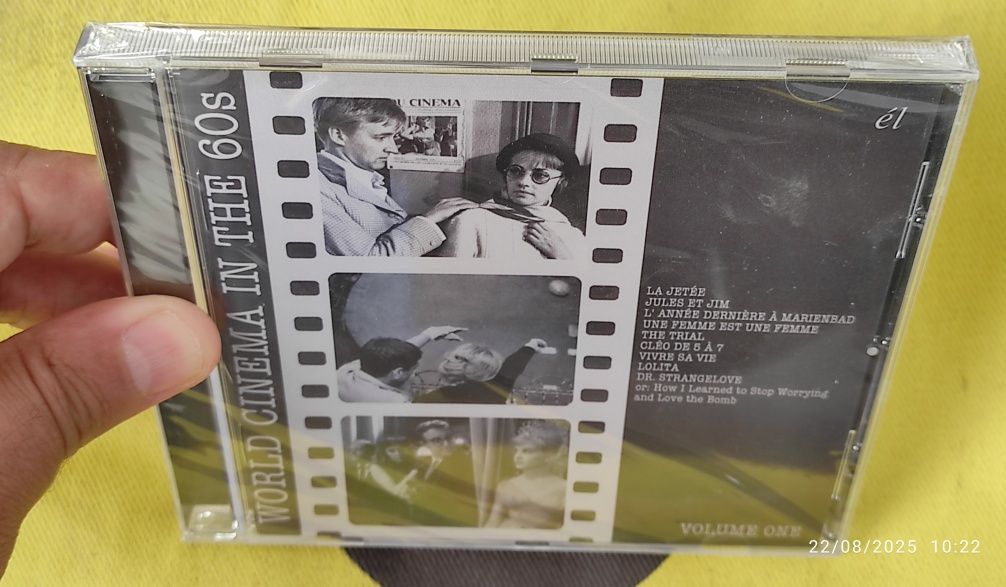 WORLD CINEMA IN THE 60s
U CINEMA
él
LA JETÉE
JULES ET JIM
L' ANNÉE DERNIÈRE À MARIENBAD
UNE FEMME EST UNE FEMME
THE TRIAL
CLÉO DE 5 À 7
VIVRE SA VIE
LOLITA
DR. STRANGELOVE
or: How I Learned to Stop Worrying
and Love the Bomb
VOLUME ONE
22/08/2025 10:22